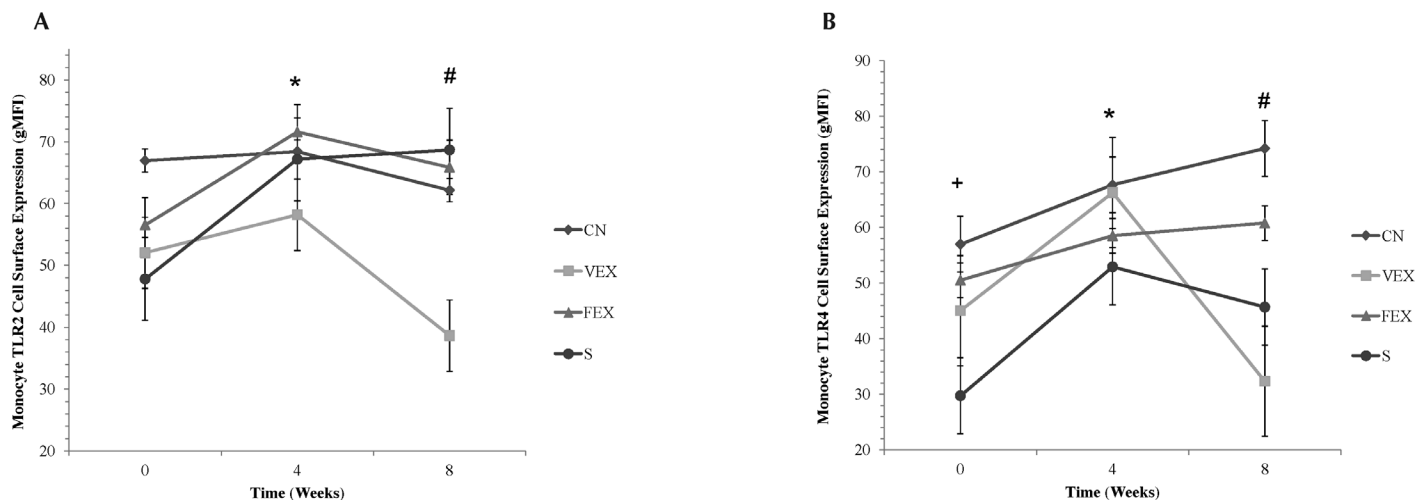 A
Monocyte TLR2 Cell Surface Expression (gMFI)
80
70
60
50
40
30
20
*
#
0
4
8
Time (Weeks)
CN
VEX
FEX
S
B
Monocyte TLR4 Cell Surface Expression (gMFI)
90
80
70
60
50
40
30
20
+
*
#
0
4
8
Time (Weeks)
CN
VEX
FEX
S